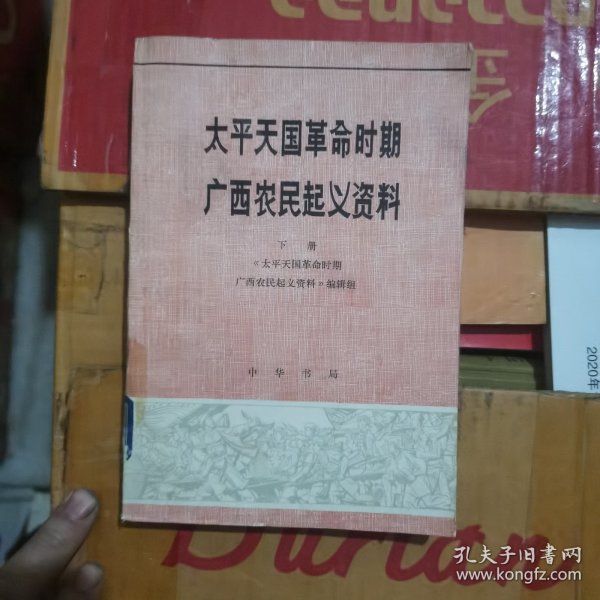 太平天国革命时期
广西农民起义资料
下册
《太平天国革命时期
广西农民起义资料》编辑组
中华书局
2020年
孔夫子旧書网
www.kongfz.com